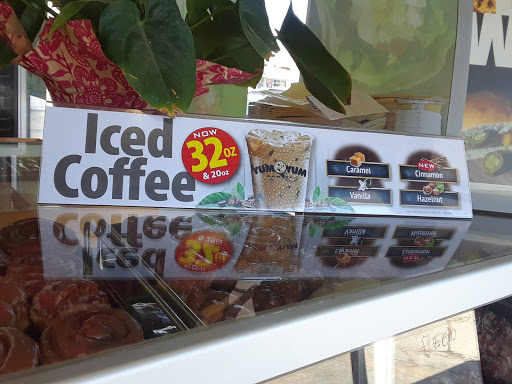 Iced
Coffee
NOW
32oz
& 20oz
YUM YUM
Caramel
Vanilla
NEW
Cinnamon
Hazelnut
W